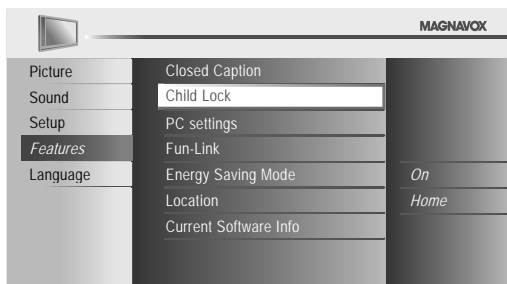 MAGNAVOX
Picture
Sound
Setup
Features
Language
Closed Caption
Child Lock
PC settings
Fun-Link
Energy Saving Mode On
Location Home
Current Software Info